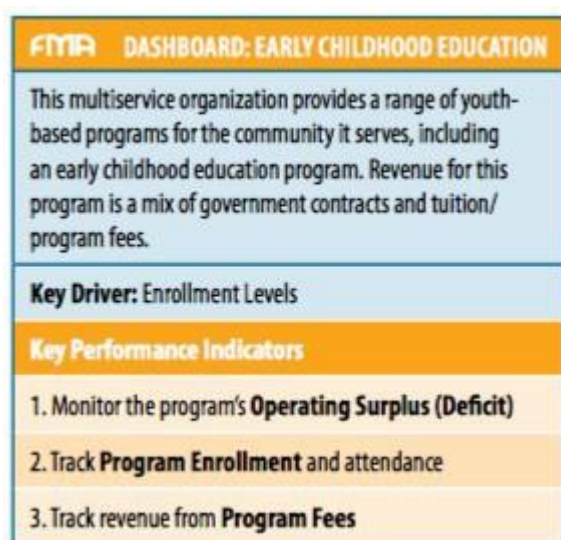 FMA DASHBOARD: EARLY CHILDHOOD EDUCATION
This multiservice organization provides a range of youth-
based programs for the community it serves, including
an early childhood education program. Revenue for this
program is a mix of government contracts and tuition/
program fees.
Key Driver: Enrollment Levels
Key Performance Indicators
1. Monitor the program's Operating Surplus (Deficit)
2. Track Program Enrollment and attendance
3. Track revenue from Program Fees